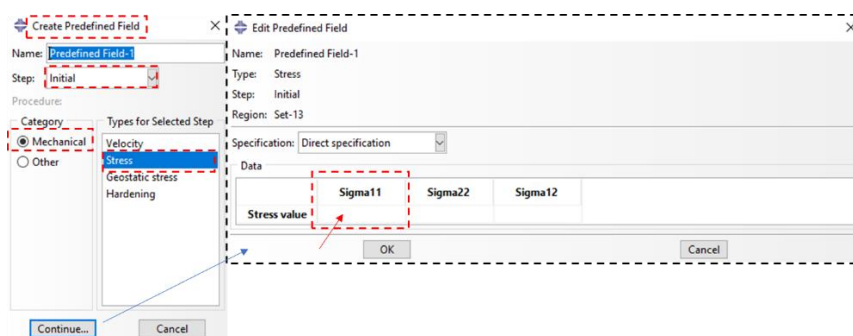 Create Predefined Field
Name: Predefined Field-1
Step: Initial
Procedure:
Category
Mechanical
Other
Types for Selected Step
Velocity
Stress
Geostatic stress
Hardening
Continue...
Cancel
Edit Predefined Field
Name: Predefined Field-1
Type: Stress
Step: Initial
Region: Set-13
Specification: Direct specification
Data
Sigma11 Sigma22 Sigma12
Stress value
OK
Cancel